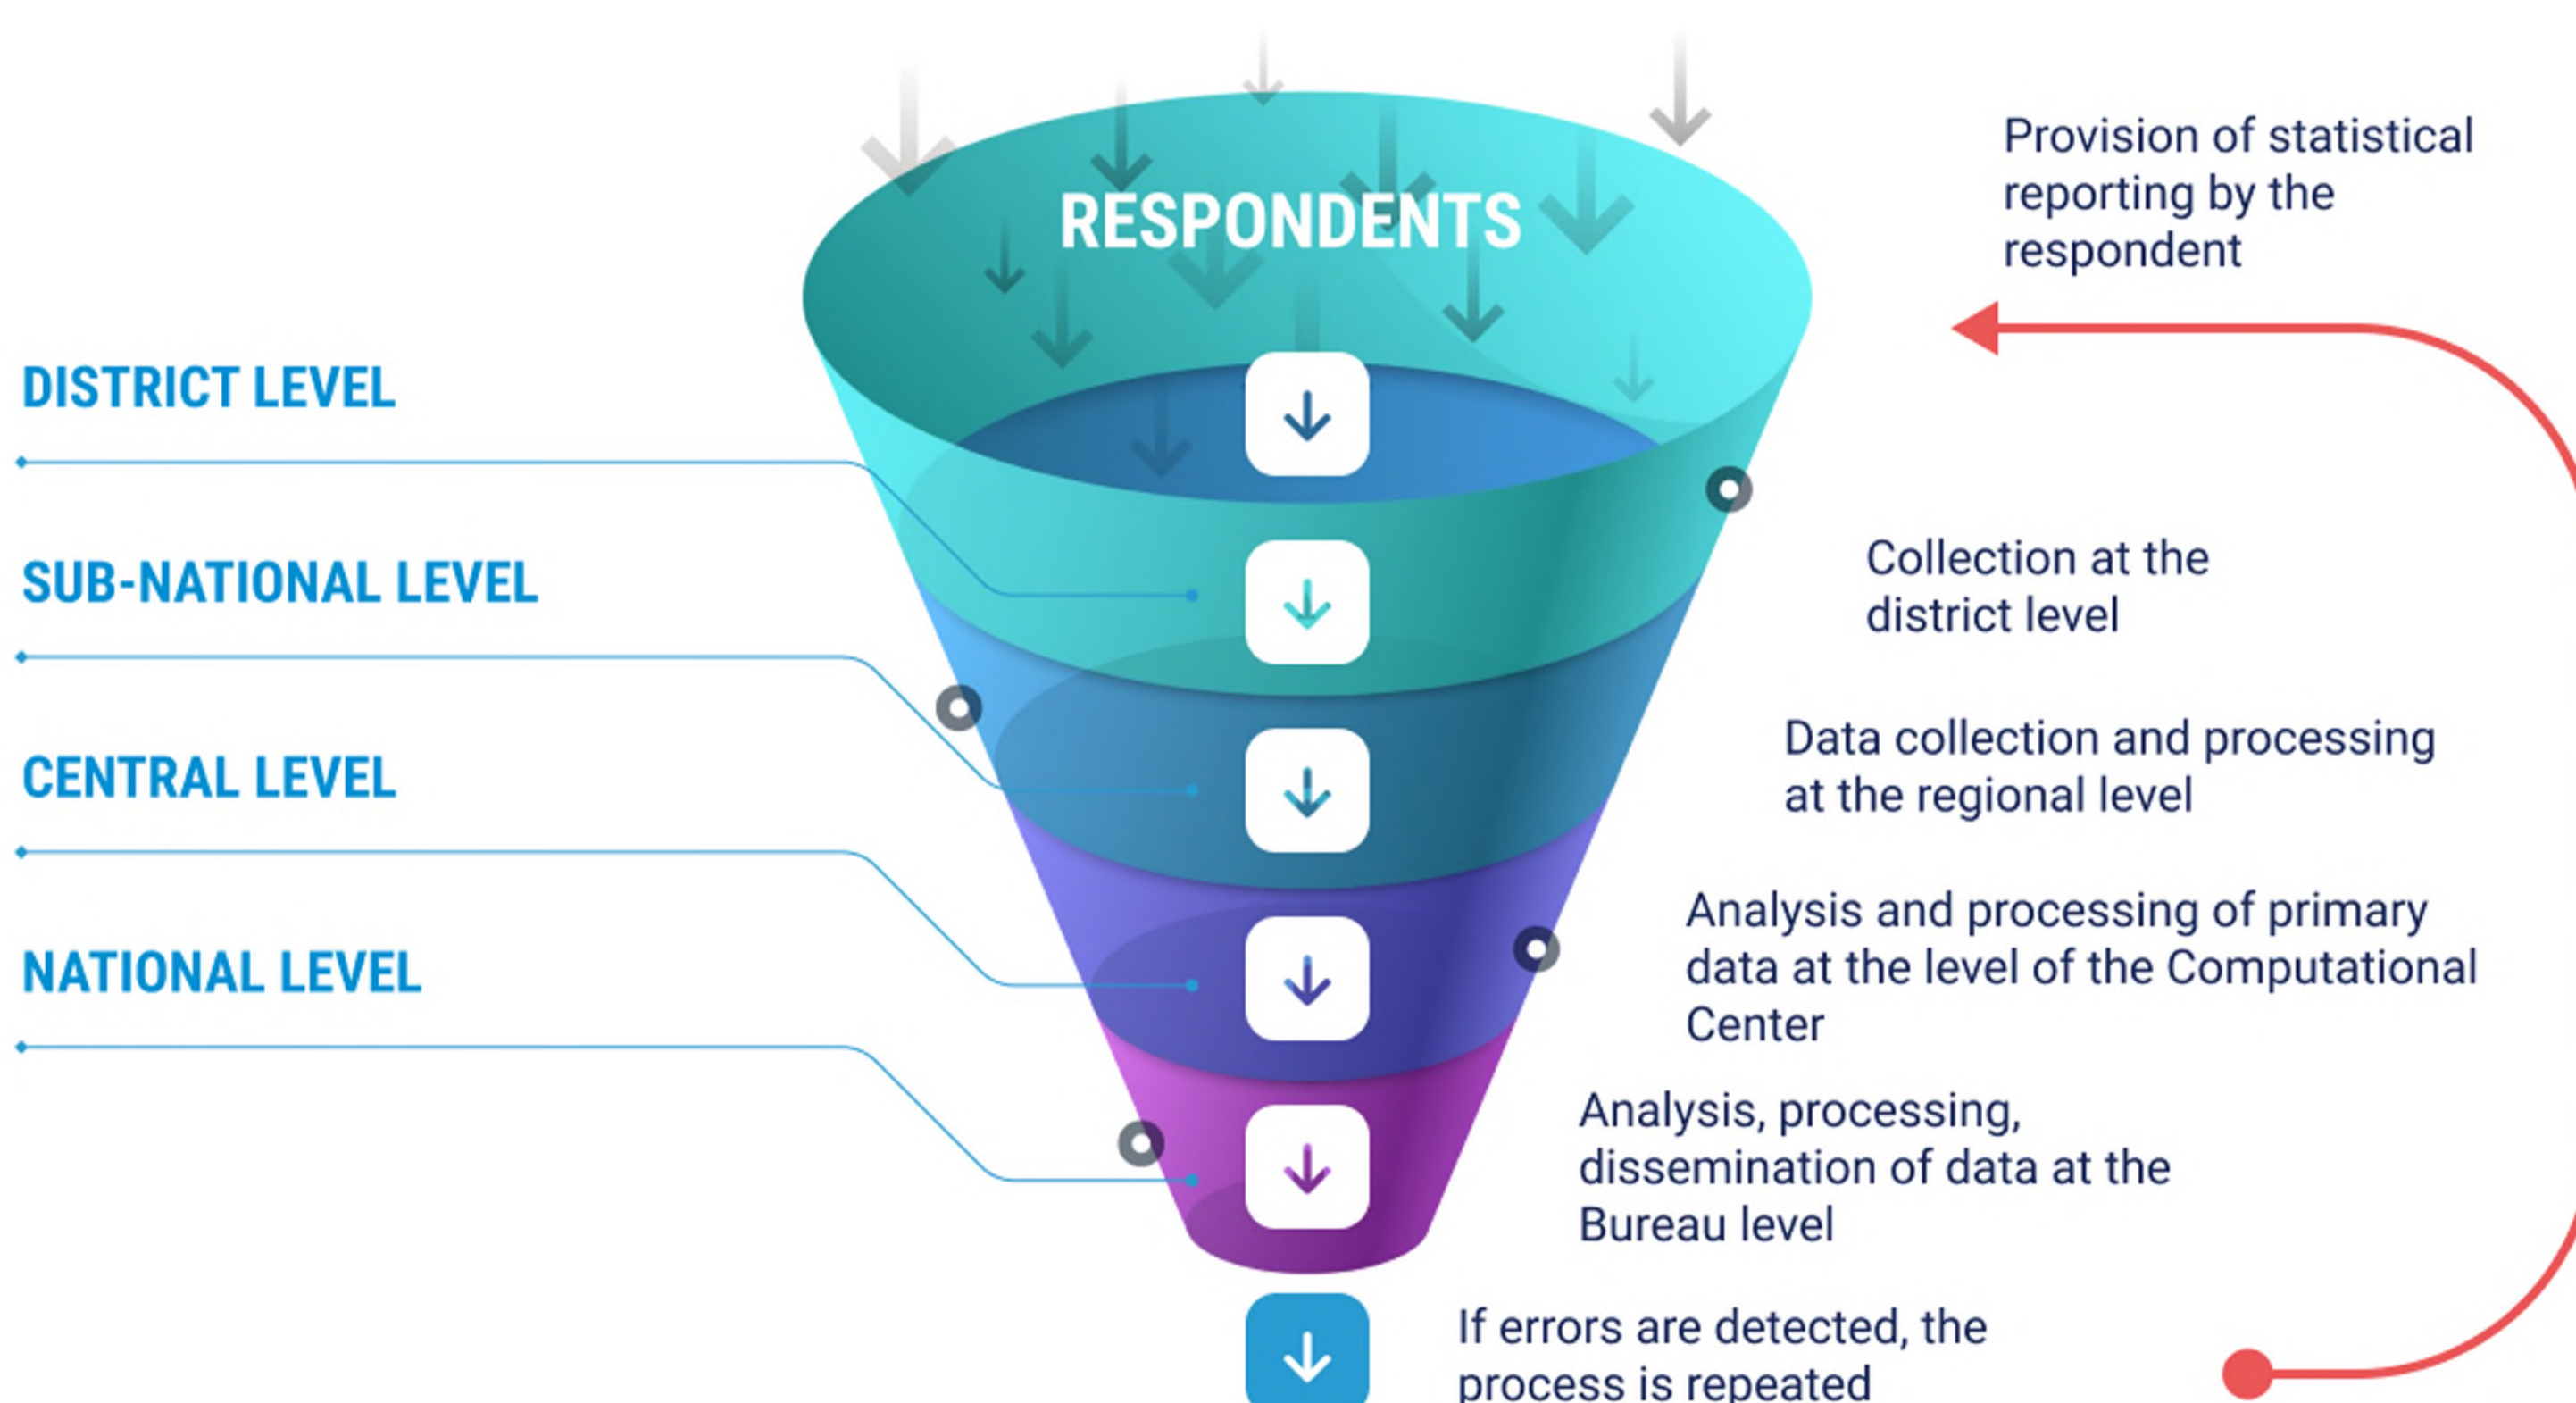 RESPONDENTS
Provision of statistical
reporting by the
respondent
DISTRICT LEVEL
Collection at the
district level
SUB-NATIONAL LEVEL
Data collection and processing
at the regional level
CENTRAL LEVEL
Analysis and processing of primary
data at the level of the Computational
Center
NATIONAL LEVEL
Analysis, processing,
dissemination of data at the
Bureau level
If errors are detected, the
process is repeated